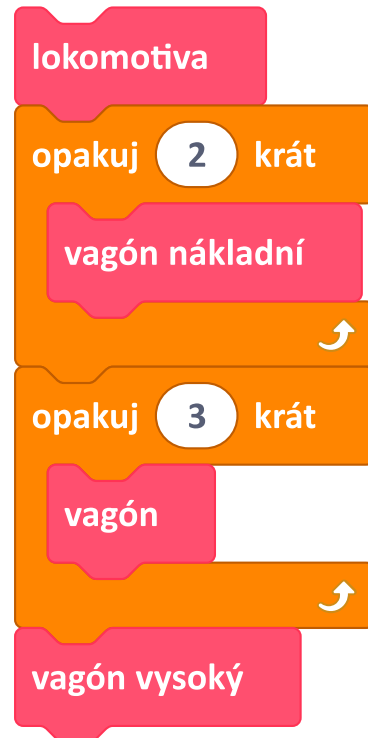 lokomotiva
opakuj 2 krát
vagón nákladní
opakuj 3 krát
vagón
vagón vysoký